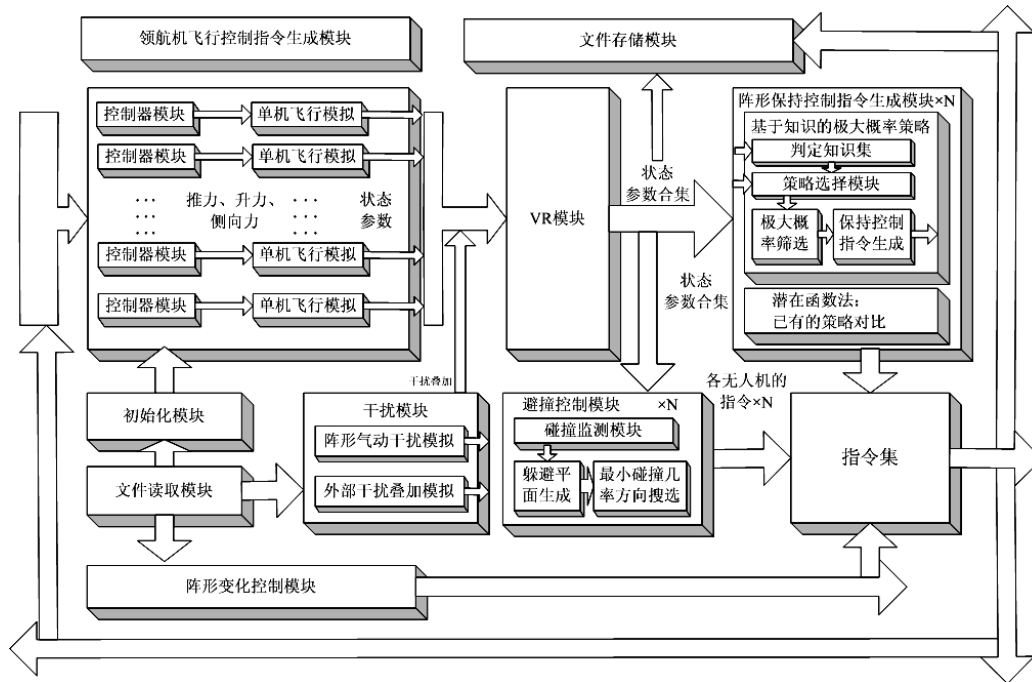 领航机飞行控制指令生成模块
文件存储模块
控制器模块
单机飞行模拟
控制器模块
单机飞行模拟
推力、升力、
侧向力
状态
参数
控制器模块
单机飞行模拟
控制器模块
单机飞行模拟
VR模块
状态
参数合集
状态
参数合集
阵形保持控制指令生成模块×N
基于知识的极大概率策略
判定知识集
策略选择模块
极大概
率筛选
保持控制
指令生成
潜在函数法：
已有的策略对比
干扰叠加
各无人机的
指令×N
初始化模块
文件读取模块
干扰模块
阵形气动干扰模拟
外部干扰叠加模拟
避撞控制模块 ×N
碰撞监测模块
躲避平
面生成
最小碰撞几
率方向搜选
指令集
阵形变化控制模块